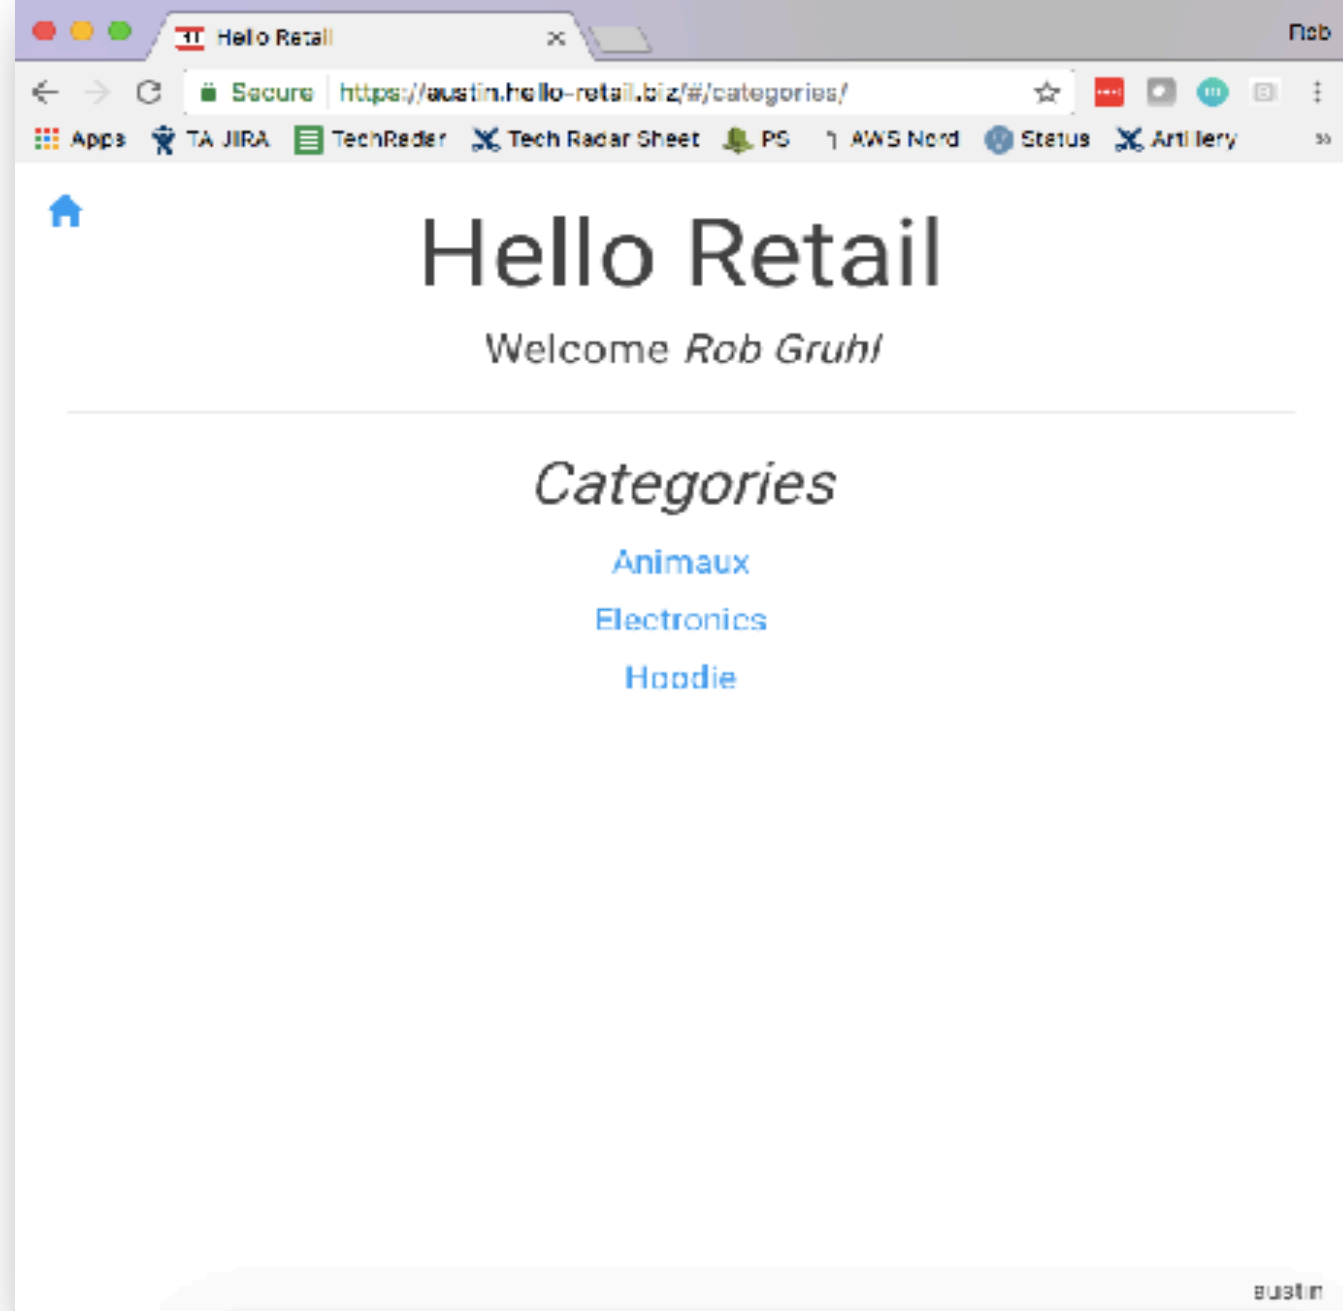 Hello Retail
Rob
Secure https://austin.hello-retail.biz/#/categories/
Apps TA JIRA TechRadar Tech Radar Sheet PS AWS Nord Status Artillery
Hello Retail
Welcome Rob Gruhl
Categories
Animaux
Electronics
Hoodie
austin